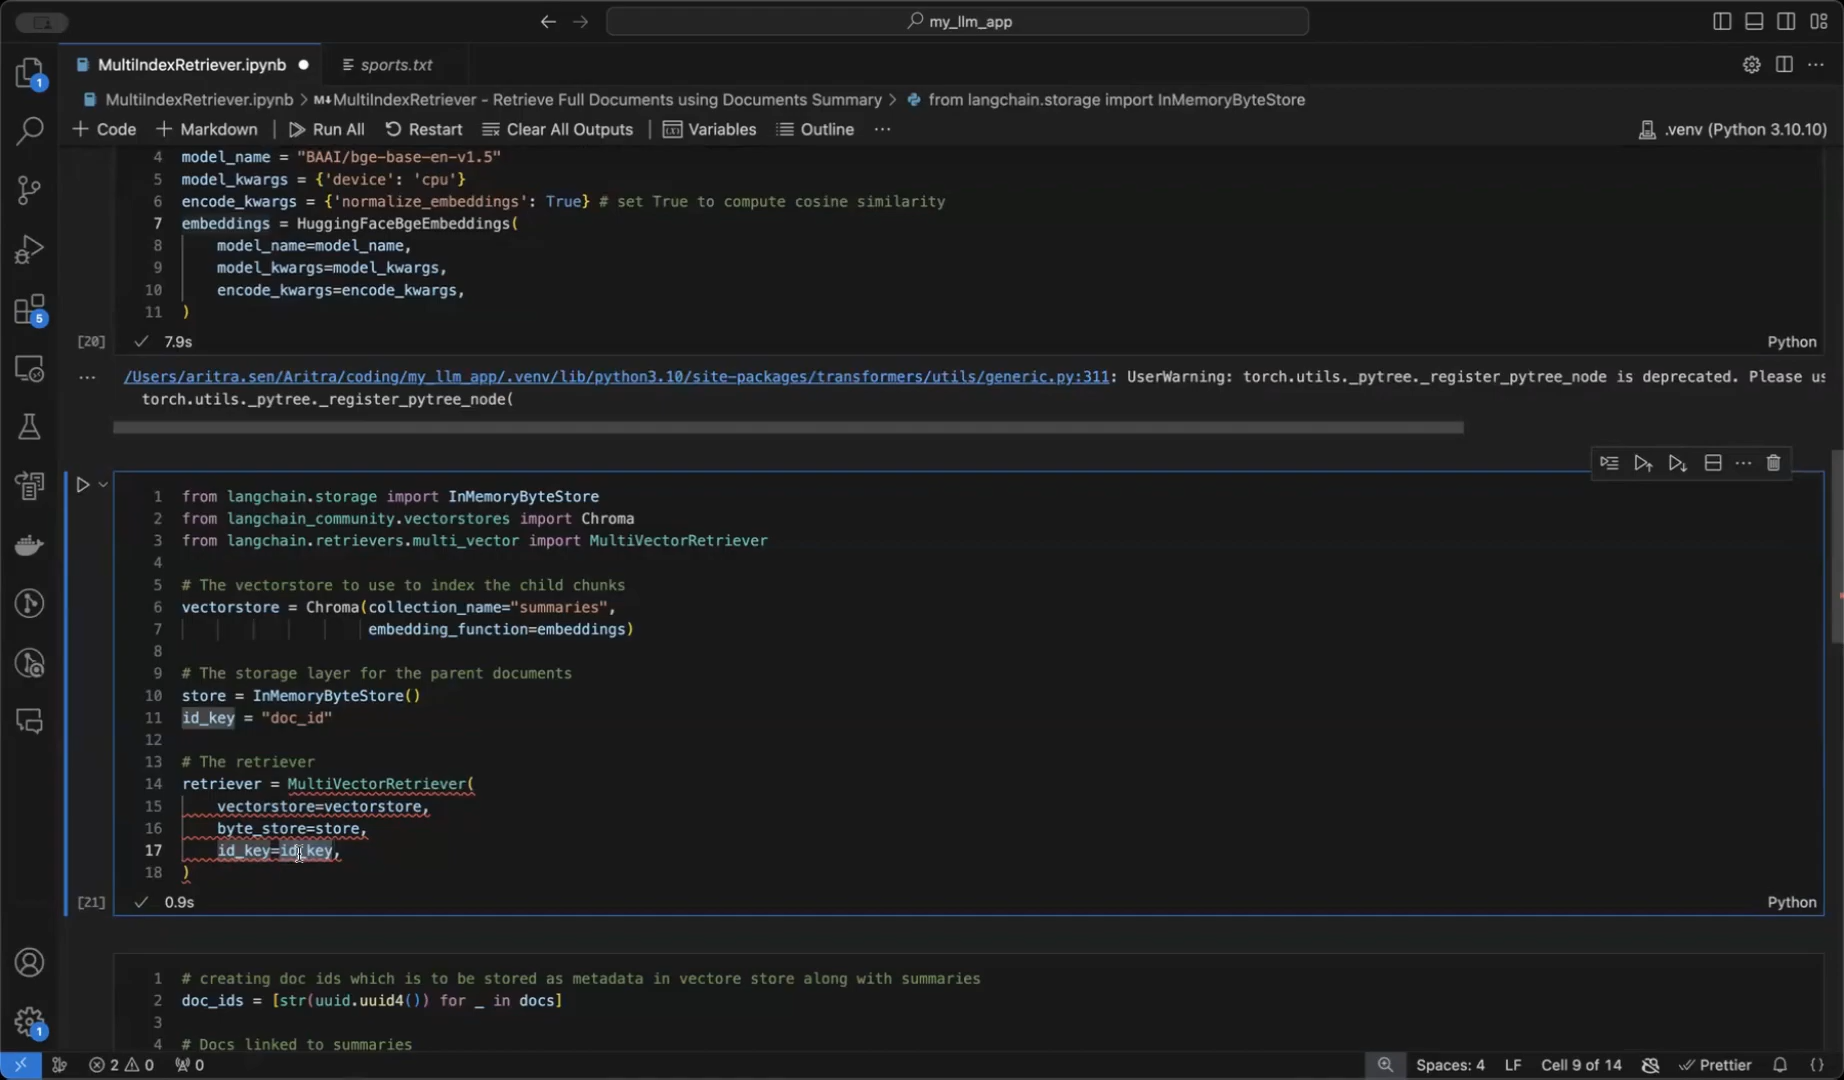 my_llm_app
MultiIndexRetriever.ipynb
sports.txt
MultiIndexRetriever.ipynb > M↓MultiIndexRetriever - Retrieve Full Documents using Documents Summary > from langchain.storage import InMemoryByteStore
+ Code + Markdown Run All Restart Clear All Outputs Variables Outline ... .venv (Python 3.10.10)
4 model_name = "BAAI/bge-base-en-v1.5"
5 model_kwargs = {'device': 'cpu'}
6 encode_kwargs = {'normalize_embeddings': True} # set True to compute cosine similarity
7 embeddings = HuggingFaceBgeEmbeddings(
8 model_name=model_name,
9 model_kwargs=model_kwargs,
10 encode_kwargs=encode_kwargs,
11 )
[20] 7.9s Python
... /Users/aritra.sen/Aritra/coding/my_llm_app/.venv/lib/python3.10/site-packages/transformers/utils/generic.py:311: UserWarning: torch.utils._pytree._register_pytree_node is deprecated. Please us
torch.utils._pytree._register_pytree_node(
1 from langchain.storage import InMemoryByteStore
2 from langchain_community.vectorstores import Chroma
3 from langchain.retrievers.multi_vector import MultiVectorRetriever
4
5 # The vectorstore to use to index the child chunks
6 vectorstore = Chroma(collection_name="summaries",
7 embedding_function=embeddings)
8
9 # The storage layer for the parent documents
10 store = InMemoryByteStore()
11 id_key = "doc_id"
12
13 # The retriever
14 retriever = MultiVectorRetriever(
15 vectorstore=vectorstore,
16 byte_store=store,
17 id_key=id_key,
18 )
[21] 0.9s Python
1 # creating doc ids which is to be stored as metadata in vectore store along with summaries
2 doc_ids = [str(uuid.uuid4()) for _ in docs]
3
4 # Docs linked to summaries
1
5
1
2 0 0 Spaces: 4 LF Cell 9 of 14 Prettier {}